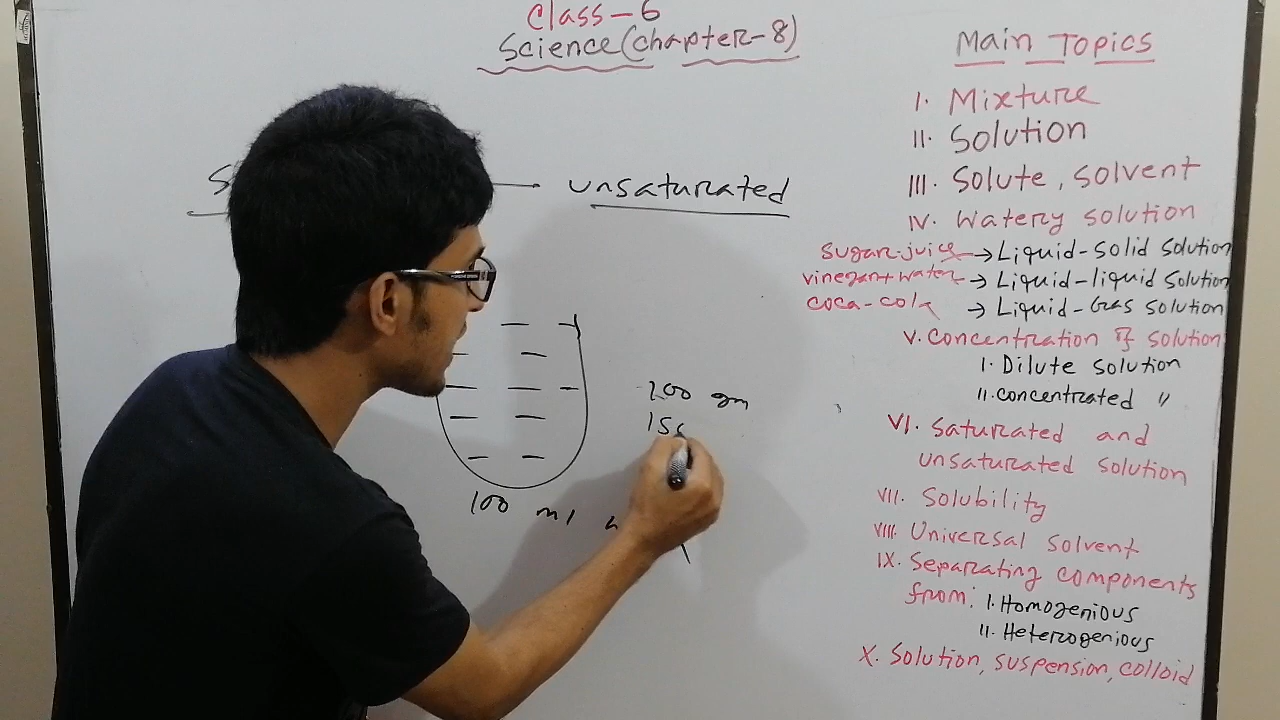 Class-6
Science(chapter-8)
unsaturated
200 gm
100 ml
Main Topics
I. Mixture
II. Solution
III. Solute, solvent
IV. Watery solution
sugar-juice → Liquid-solid solution
vinegar+water → Liquid-liquid solution
coca-cola → Liquid-Gas solution
V. Concentration of solution
I. Dilute solution
II. concentrated "
VI. Saturated and
unsaturated solution
VII. Solubility
VIII. Universal solvent
IX. Separating components
from: I. Homogenious
II. Heterogenious
X. Solution, suspension, colloid